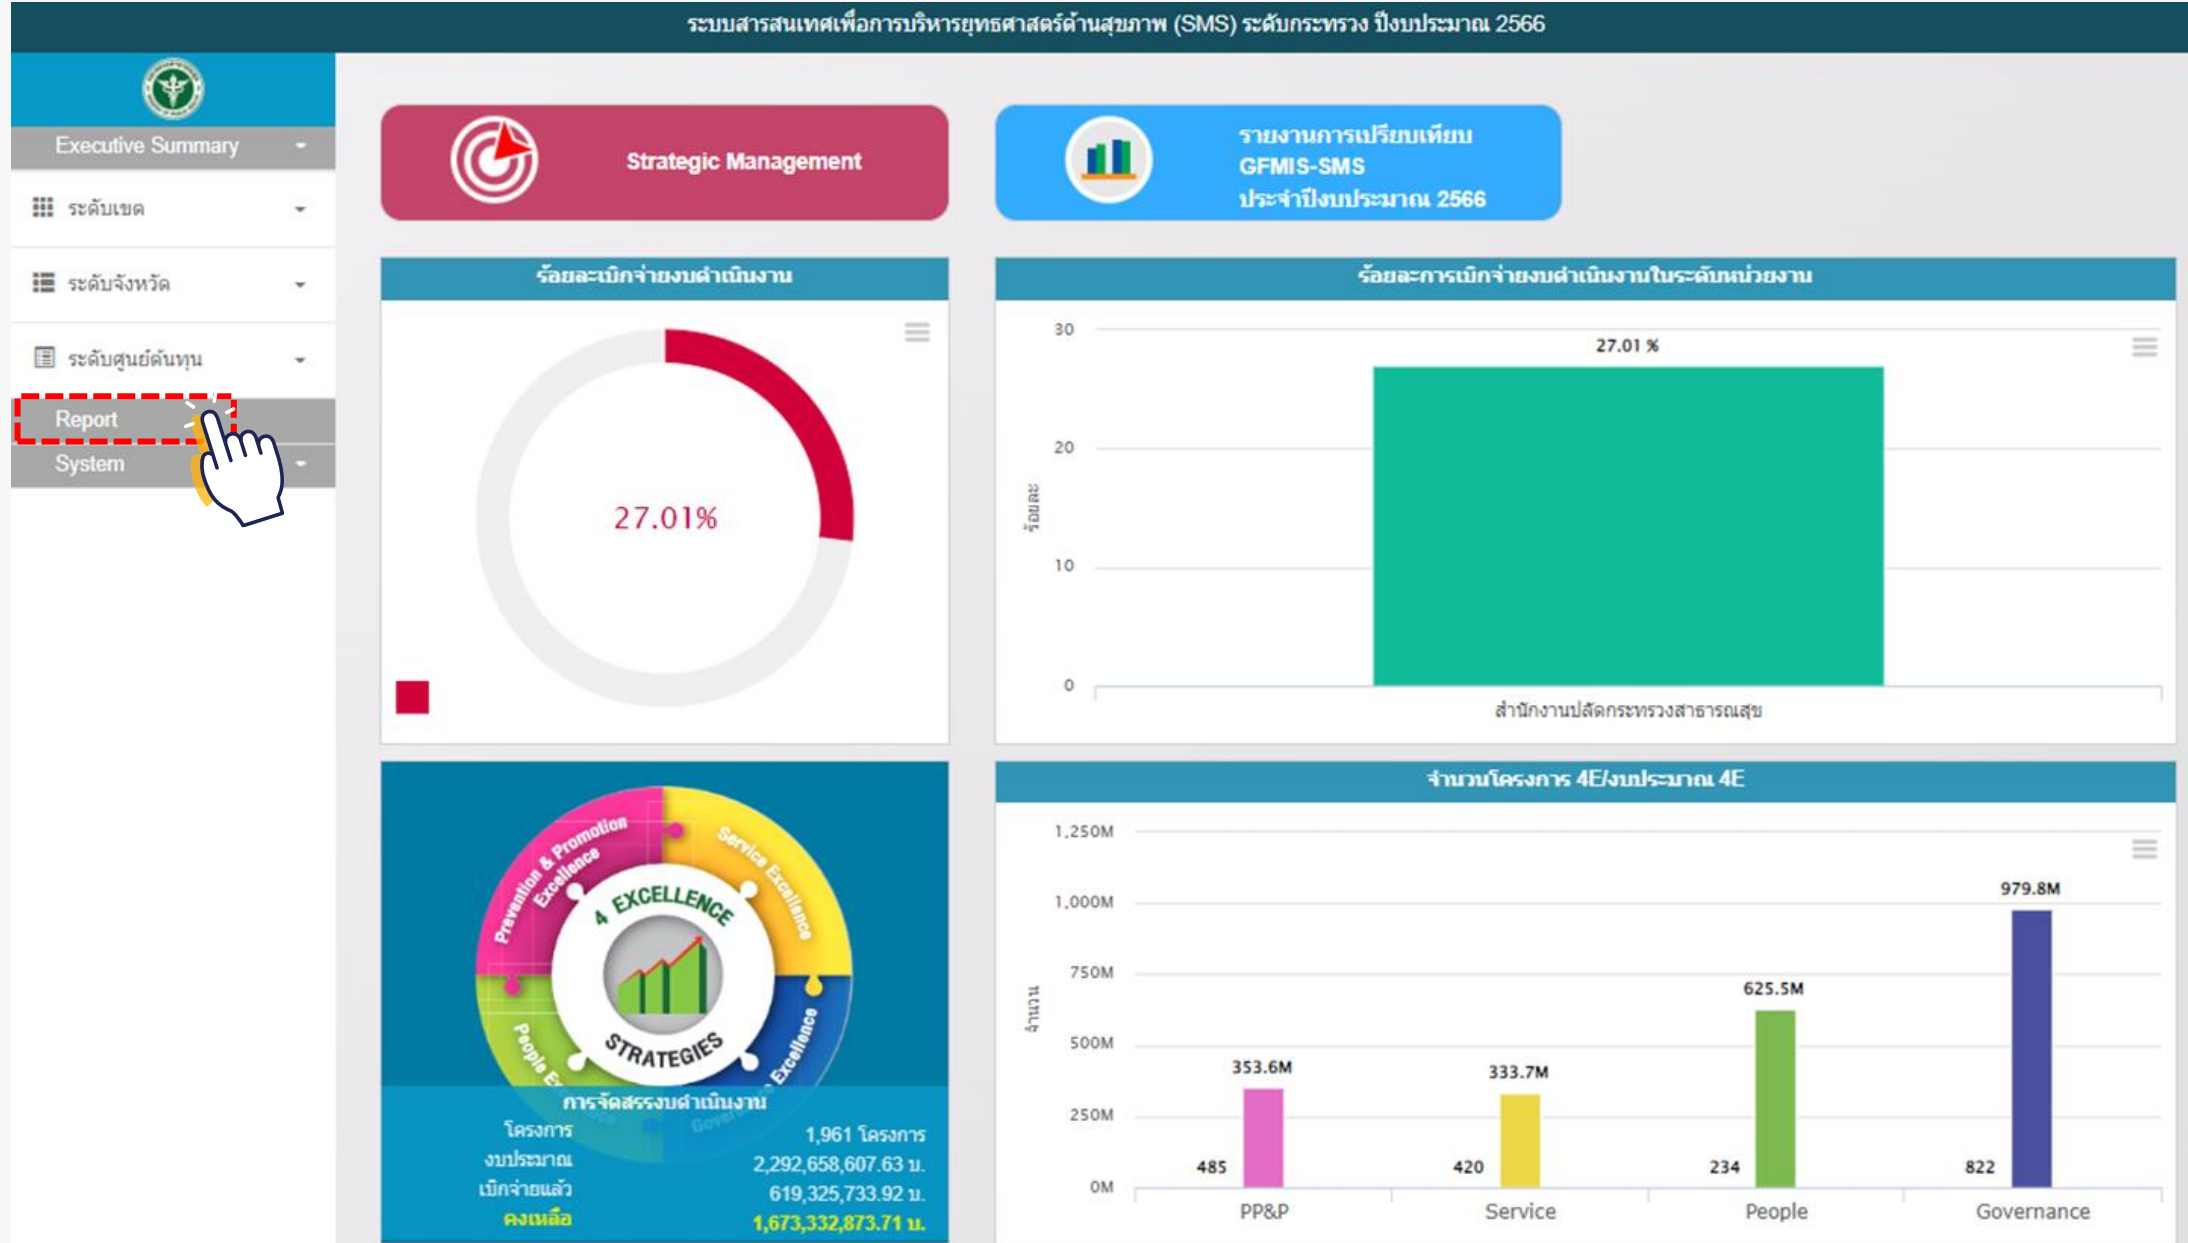 ระบบสารสนเทศเพื่อการบริหารยุทธศาสตร์ด้านสุขภาพ (SMS) ระดับกระทรวง ปีงบประมาณ 2566
Executive Summary
ระดับเขต
ระดับจังหวัด
ระดับศูนย์ต้นทุน
Report
System
Strategic Management
รายงานการเปรียบเทียบ
GFMIS-SMS
ประจำปีงบประมาณ 2566
ร้อยละเบิกจ่ายงบดำเนินงาน
27.01%
ร้อยละการเบิกจ่ายงบดำเนินงานในระดับหน่วยงาน
30
27.01 %
20
ร้อยละ
10
0
สำนักงานปลัดกระทรวงสาธารณสุข
Prevention & Promotion
Excellence
Service Excellence
4 EXCELLENCE
STRATEGIES
People
Excellence
การจัดสรรงบดำเนินงาน
โครงการ 1,961 โครงการ
งบประมาณ 2,292,658,607.63 บ.
เบิกจ่ายแล้ว 619,325,733.92 บ.
คงเหลือ 1,673,332,873.71 บ.
จำนวนโครงการ 4E/งบประมาณ 4E
1,250M
1,000M
979.8M
750M
625.5M
จำนวน
500M
353.6M
333.7M
250M
485
420
234
822
0M
PP&P
Service
People
Governance